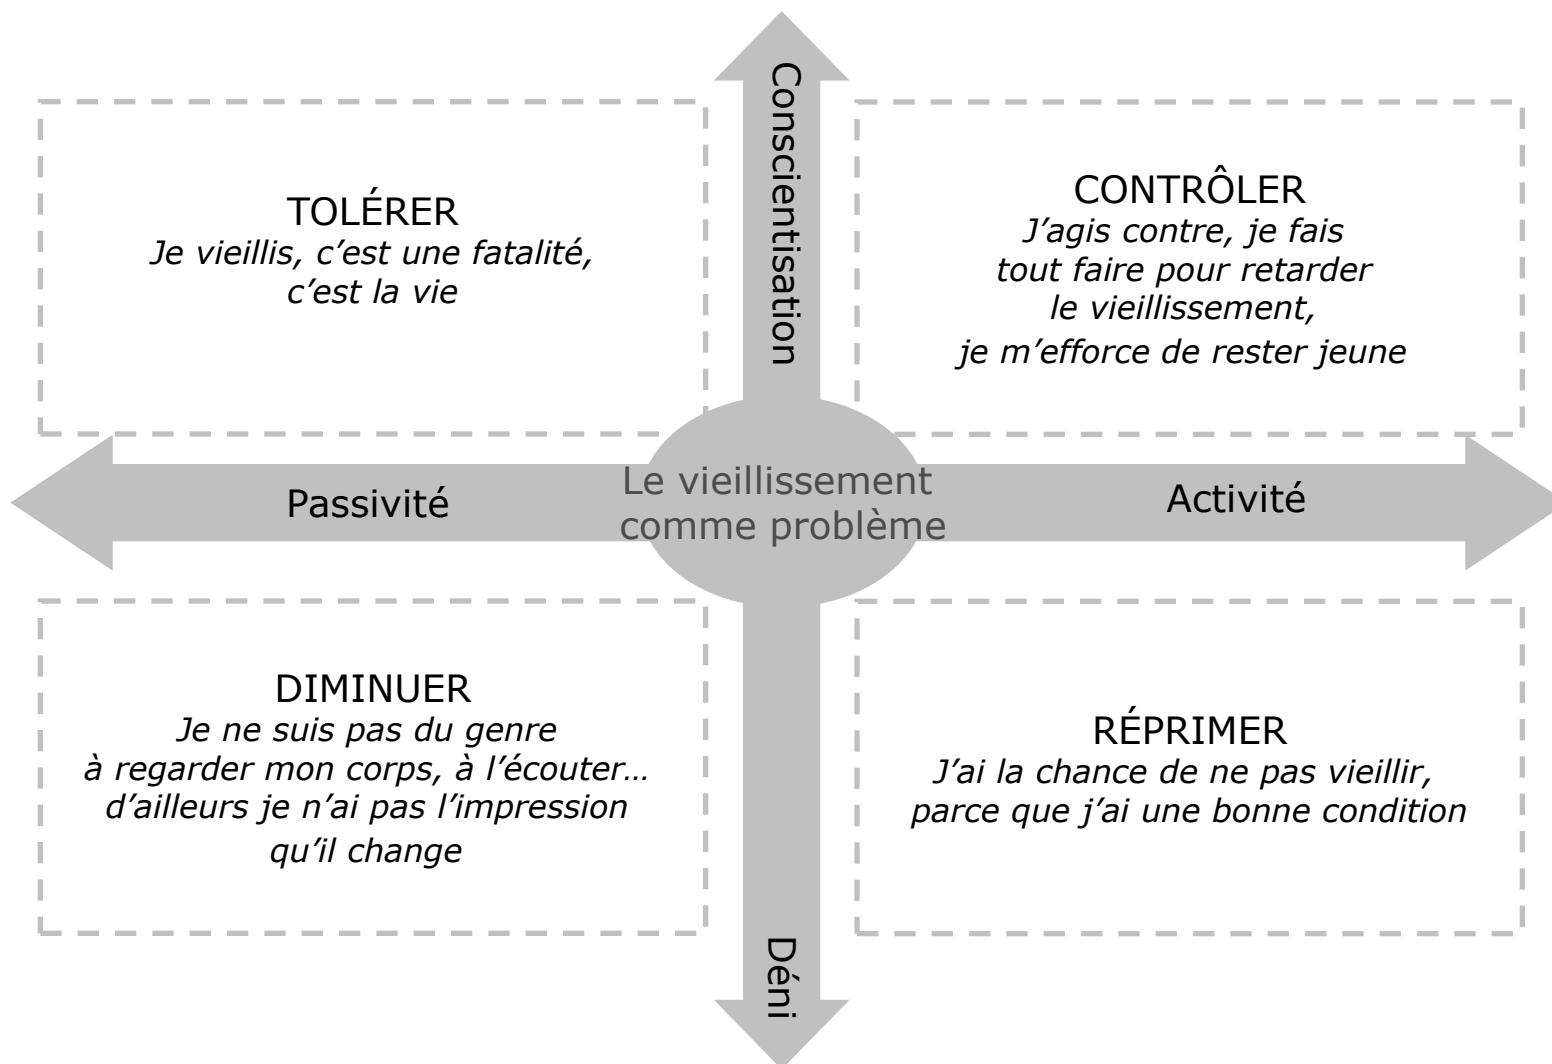 Conscientisation
TOLÉRER
Je vieillis, c’est une fatalité,
c’est la vie
CONTRÔLER
J’agis contre, je fais
tout faire pour retarder
le vieillissement,
je m’efforce de rester jeune
Passivité
Le vieillissement
comme problème
Activité
DIMINUER
Je ne suis pas du genre
à regarder mon corps, à l’écouter…
d’ailleurs je n’ai pas l’impression
qu’il change
RÉPRIMER
J’ai la chance de ne pas vieillir,
parce que j’ai une bonne condition
Déni